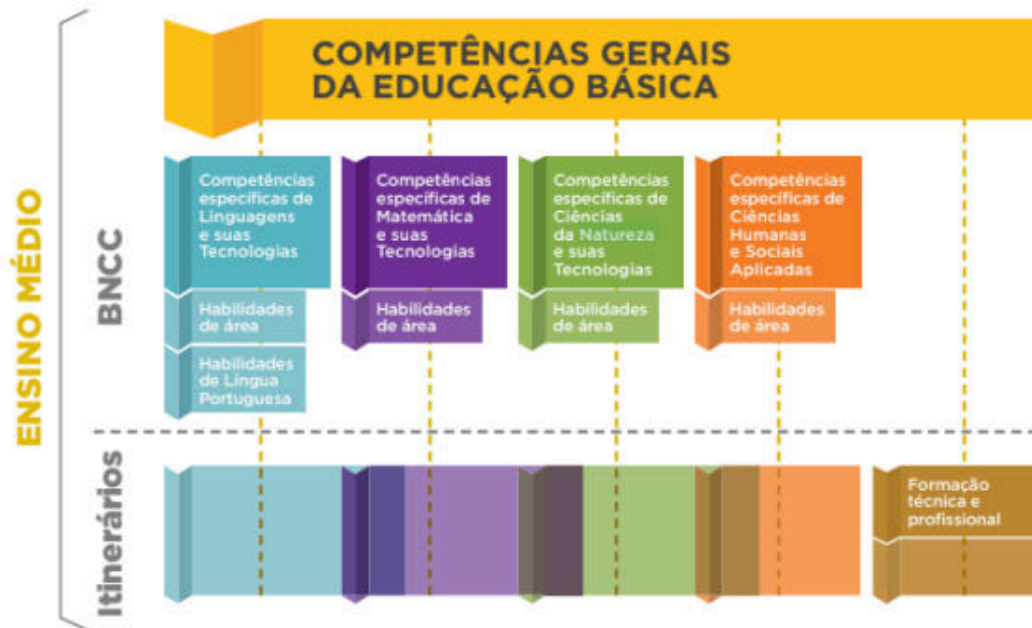 ENSINO MÉDIO
BNCC
COMPETÊNCIAS GERAIS
DA EDUCAÇÃO BÁSICA
Competências
específicas de
Linguagens
e suas
Tecnologias
Habilidades
de área
Habilidades
de Língua
Portuguesa
Competências
específicas de
Matemática
e suas
Tecnologias
Habilidades
de área
Competências
específicas de
Ciências
da Natureza
e suas
Tecnologias
Habilidades
de área
Competências
específicas de
Ciências
Humanas
e Sociais
Aplicadas
Habilidades
de área
Itinerários
Formação
técnica e
profissional